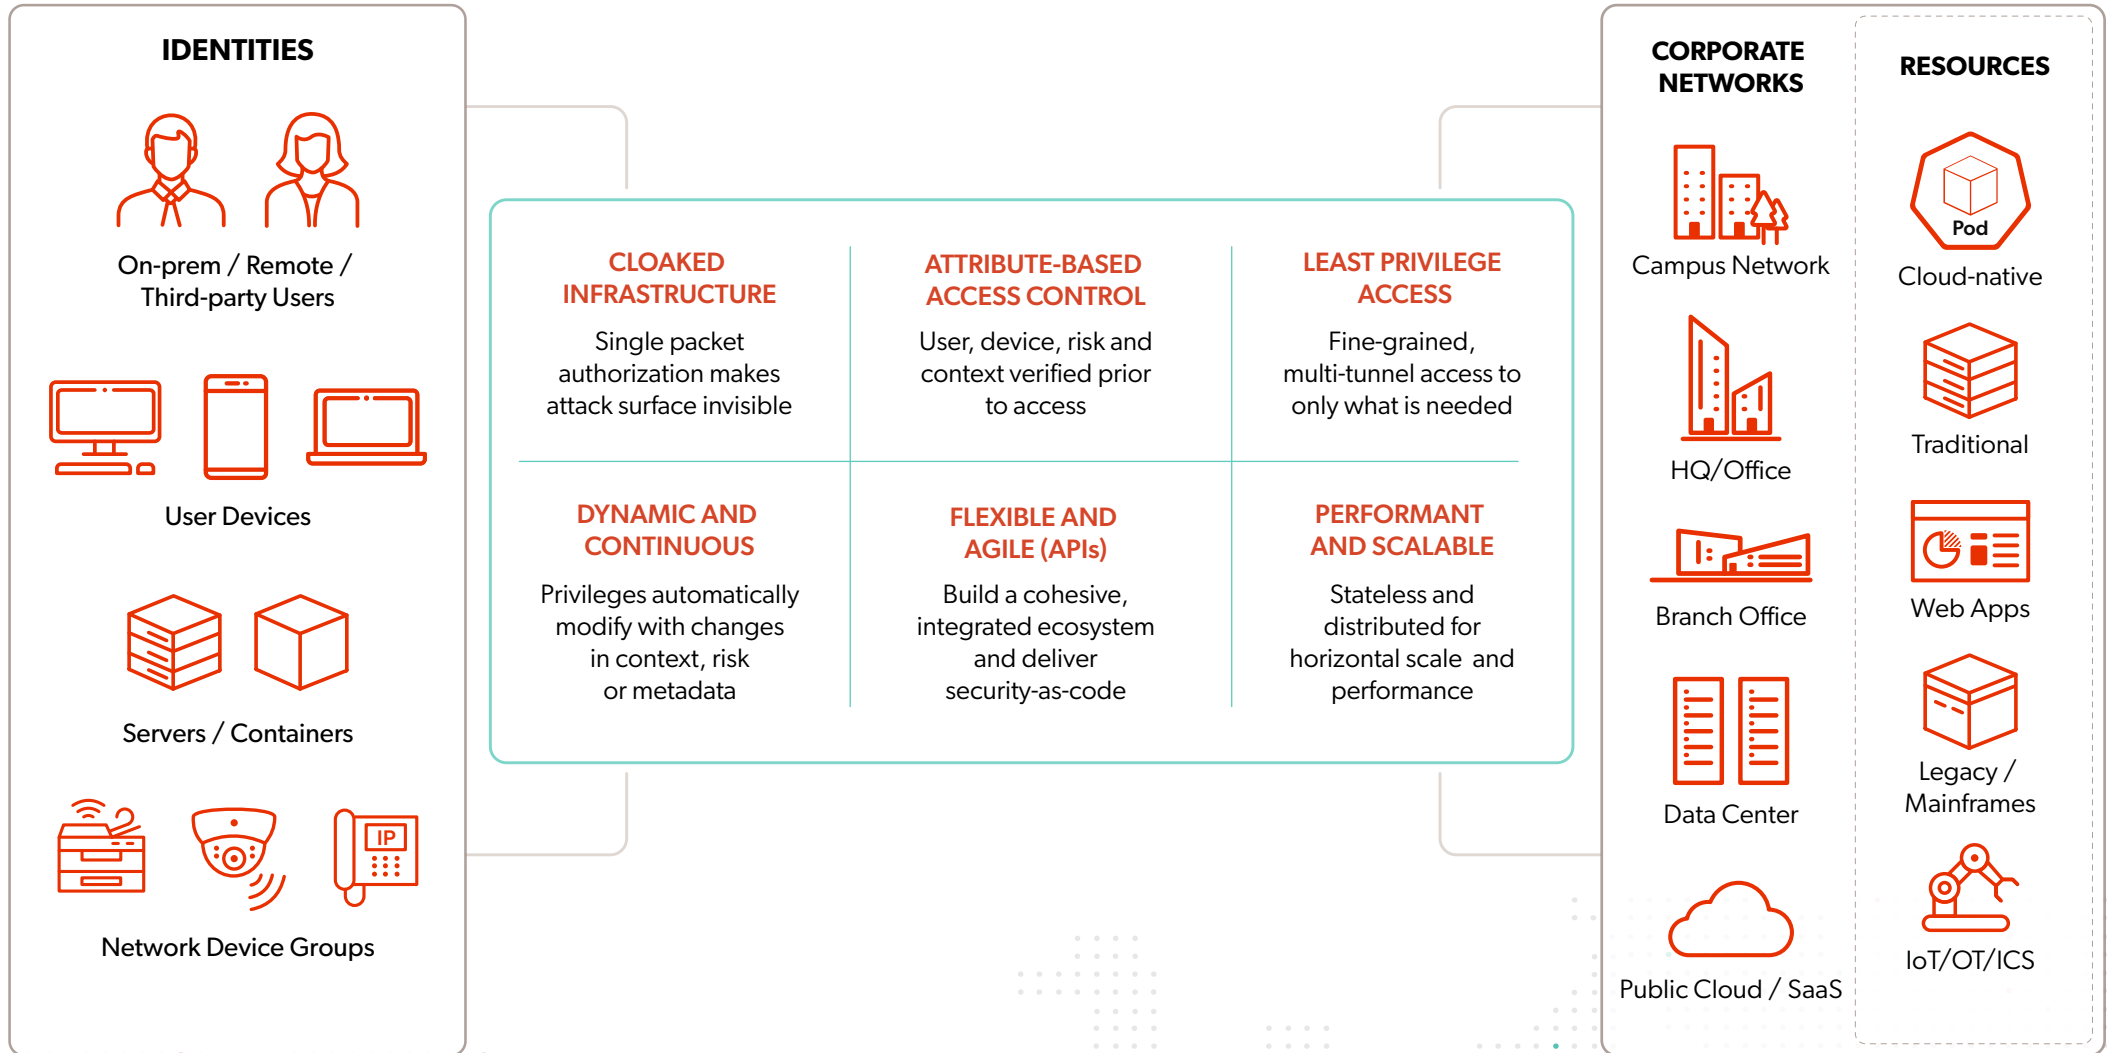 IDENTITIES
On-prem / Remote /
Third-party Users
User Devices
Servers / Containers
IP
Network Device Groups
CLOAKED
INFRASTRUCTURE
Single packet
authorization makes
attack surface invisible
ATTRIBUTE-BASED
ACCESS CONTROL
User, device, risk and
context verified prior
to access
LEAST PRIVILEGE
ACCESS
Fine-grained,
multi-tunnel access to
only what is needed
DYNAMIC AND
CONTINUOUS
Privileges automatically
modify with changes
in context, risk
or metadata
FLEXIBLE AND
AGILE (APIs)
Build a cohesive,
integrated ecosystem
and deliver
security-as-code
PERFORMANT
AND SCALABLE
Stateless and
distributed for
horizontal scale and
performance
CORPORATE
NETWORKS
Campus Network
HQ/Office
Branch Office
Data Center
Public Cloud / SaaS
RESOURCES
Pod
Cloud-native
Traditional
Web Apps
Legacy /
Mainframes
IoT/OT/ICS